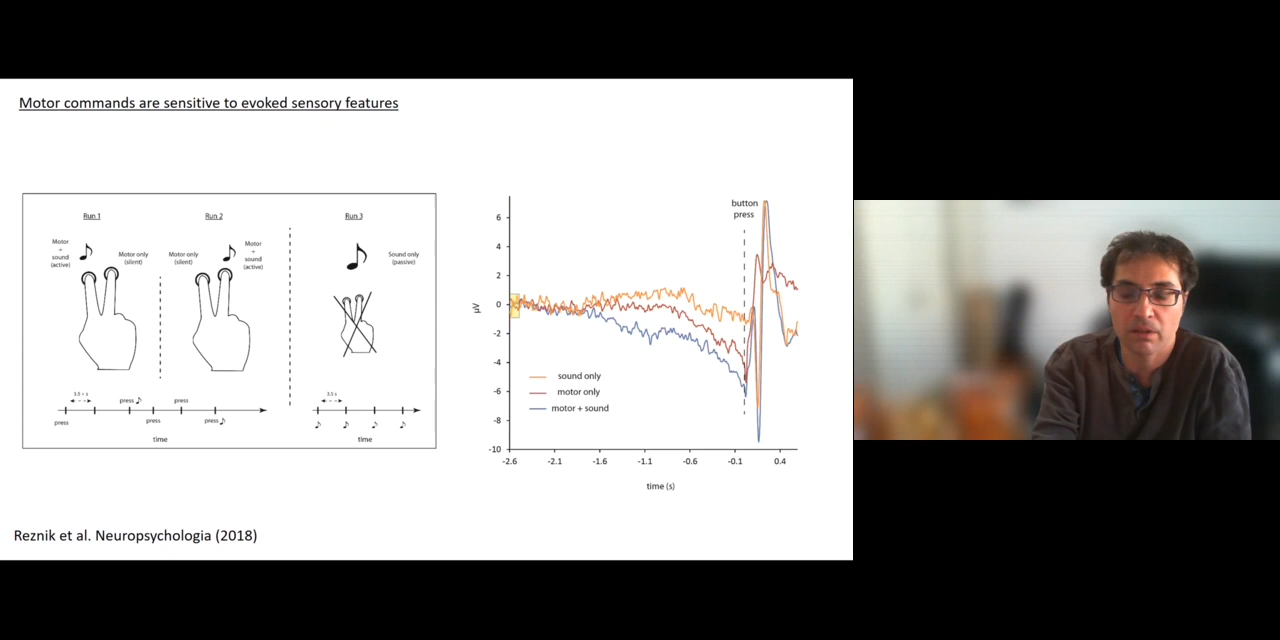 Motor commands are sensitive to evoked sensory features
Run 1
Run 2
Run 3
Motor
+
sound
(active)
Motor only
(silent)
Motor only
(silent)
Motor
+
sound
(active)
Sound only
(passive)
press
press
press
press
press
time
3.5 s
time
button
press
6
4
2
0
-2
-4
-6
-8
-10
µV
sound only
motor only
motor + sound
-2.6
-2.1
-1.6
-1.1
-0.6
-0.1
0.4
time (s)
Reznik et al. Neuropsychologia (2018)